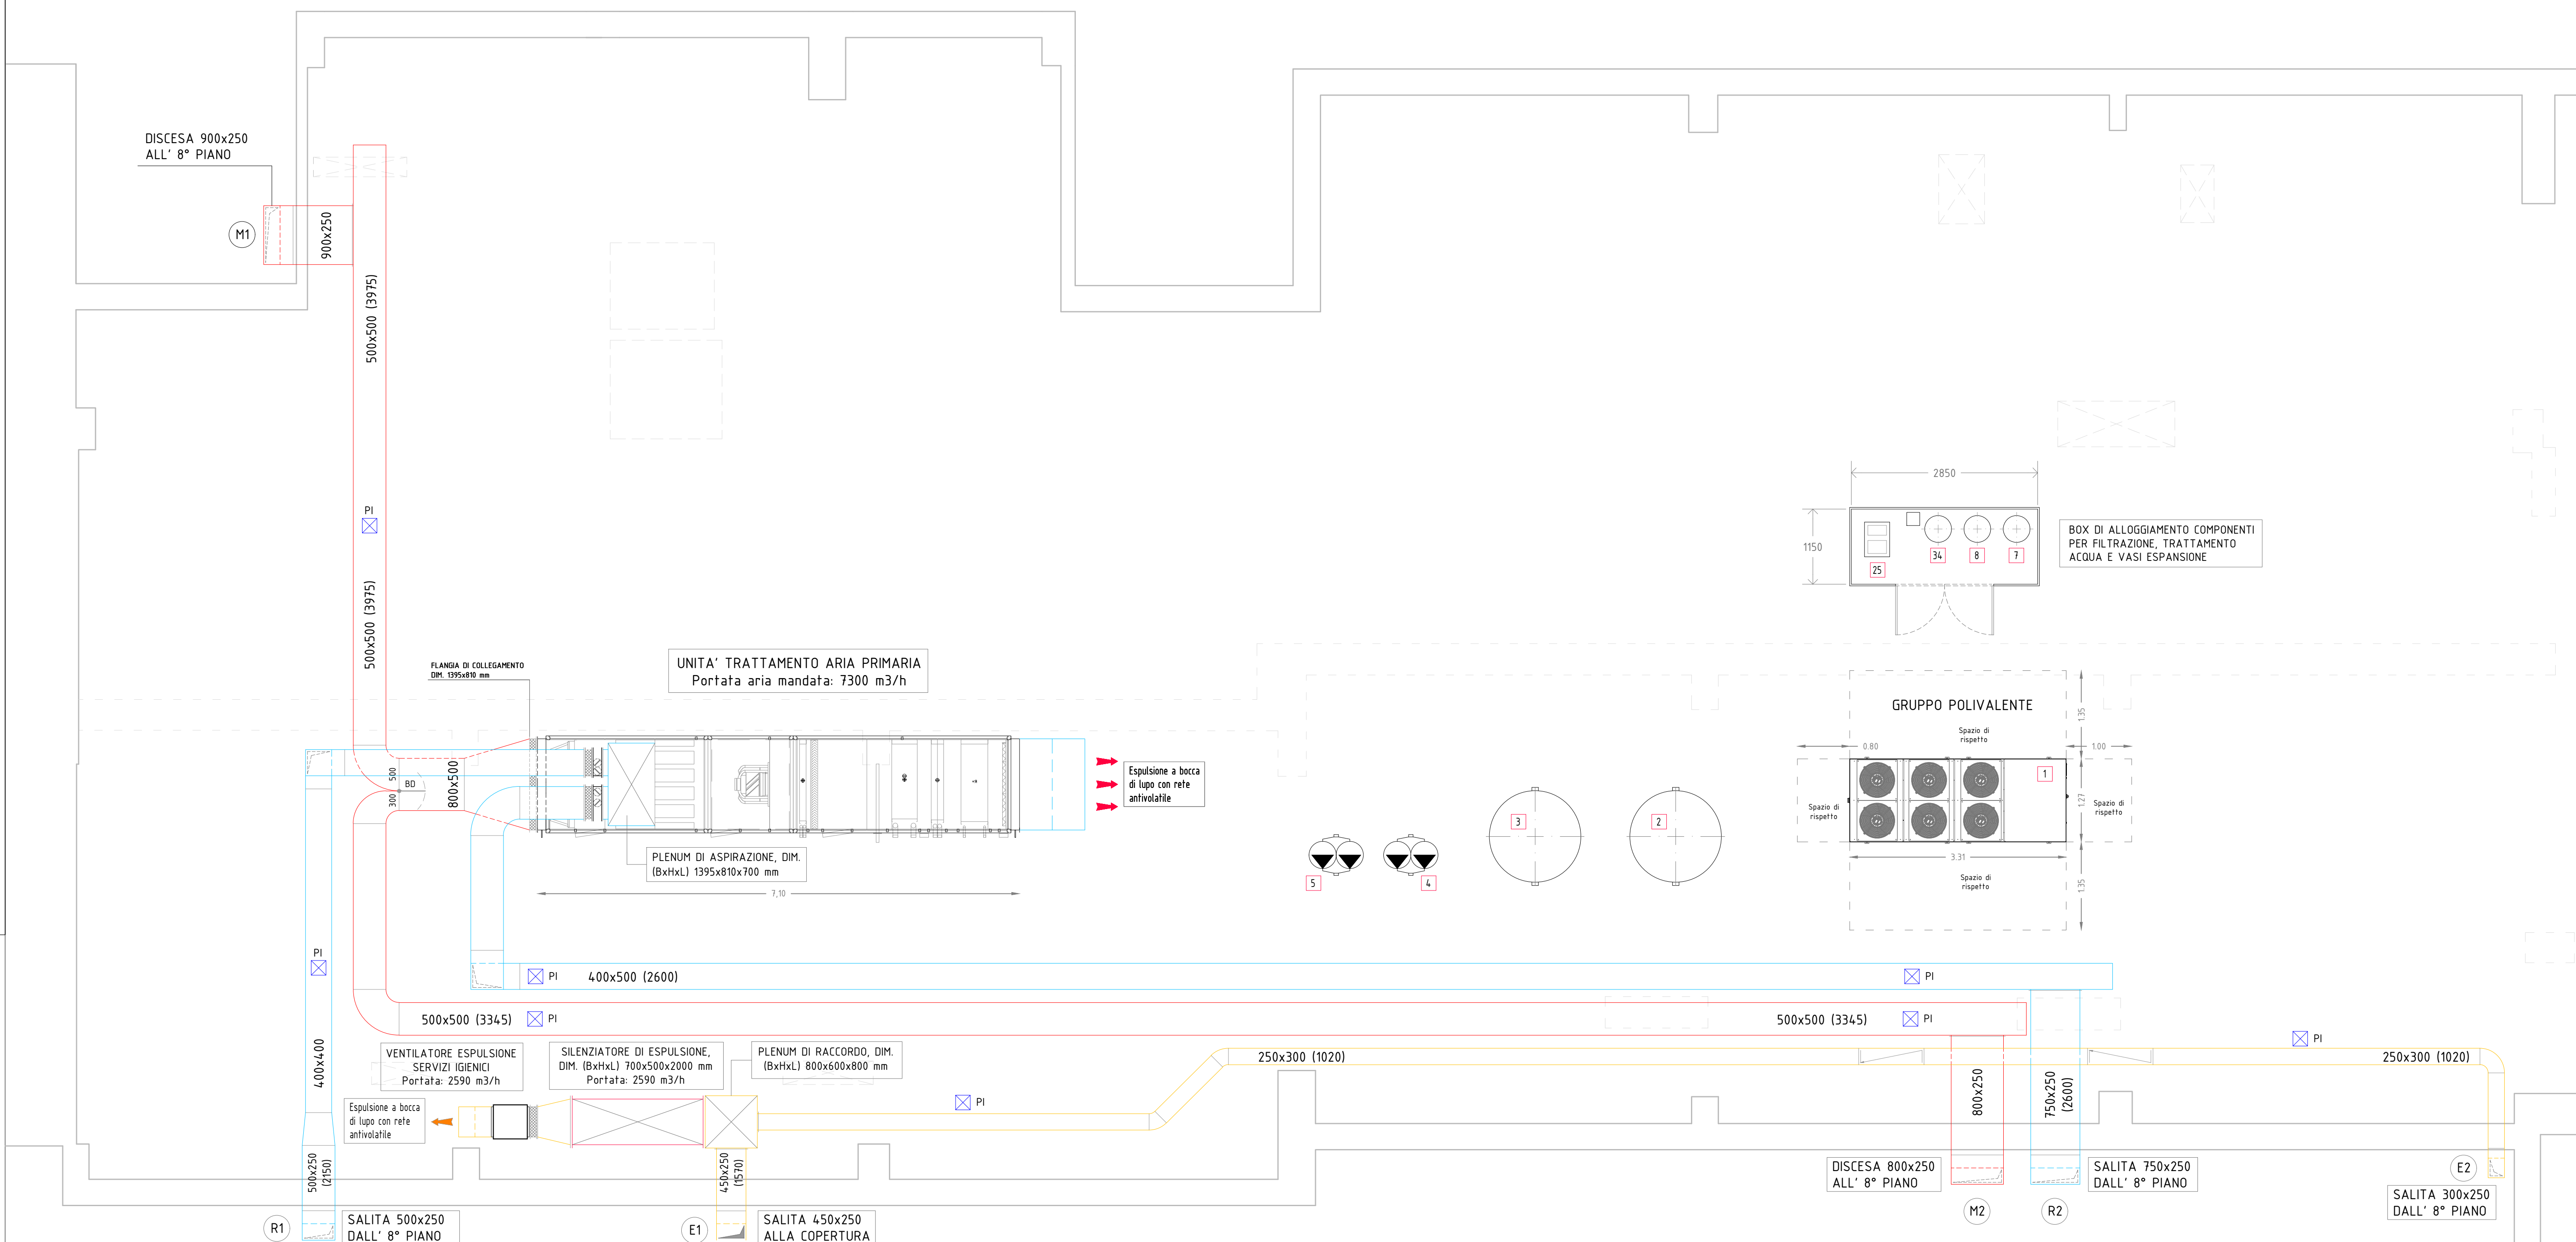 DISCESA 900x250
ALL' 8° PIANO
M1
900x250
500x500 (3975)
PI
500x500 (3975)
FLANGIA DI COLLEGAMENTO
DIM. 1395x810 mm
UNITA' TRATTAMENTO ARIA PRIMARIA
Portata aria mandata: 7300 m3/h
500
300
BD
800x500
Espulsione a bocca
di lupo con rete
antivolatile
PLENUM DI ASPIRAZIONE, DIM.
(BxHxL) 1395x810x700 mm
7,10
2850
1150
25
34
8
7
BOX DI ALLOGGIAMENTO COMPONENTI
PER FILTRAZIONE, TRATTAMENTO
ACQUA E VASI ESPANSIONE
GRUPPO POLIVALENTE
Spazio di
rispetto
1.35
0.80
1.00
1
1.27
Spazio di
rispetto
Spazio di
rispetto
3.31
Spazio di
rispetto
1.35
5
4
3
2
PI
400x400
PI
400x500 (2600)
PI
500x500 (3345)
PI
500x500 (3345)
PI
VENTILATORE ESPULSIONE
SERVIZI IGIENICI
Portata: 2590 m3/h
SILENZIATORE DI ESPULSIONE,
DIM. (BxHxL) 700x500x2000 mm
Portata: 2590 m3/h
PLENUM DI RACCORDO, DIM.
(BxHxL) 800x600x800 mm
250x300 (1020)
PI
250x300 (1020)
Espulsione a bocca
di lupo con rete
antivolatile
PI
800x250
750x250
(2600)
500x250
(2150)
450x250
(1570)
DISCESA 800x250
ALL' 8° PIANO
SALITA 750x250
DALL' 8° PIANO
E2
SALITA 300x250
DALL' 8° PIANO
M2
R2
R1
SALITA 500x250
DALL' 8° PIANO
E1
SALITA 450x250
ALLA COPERTURA